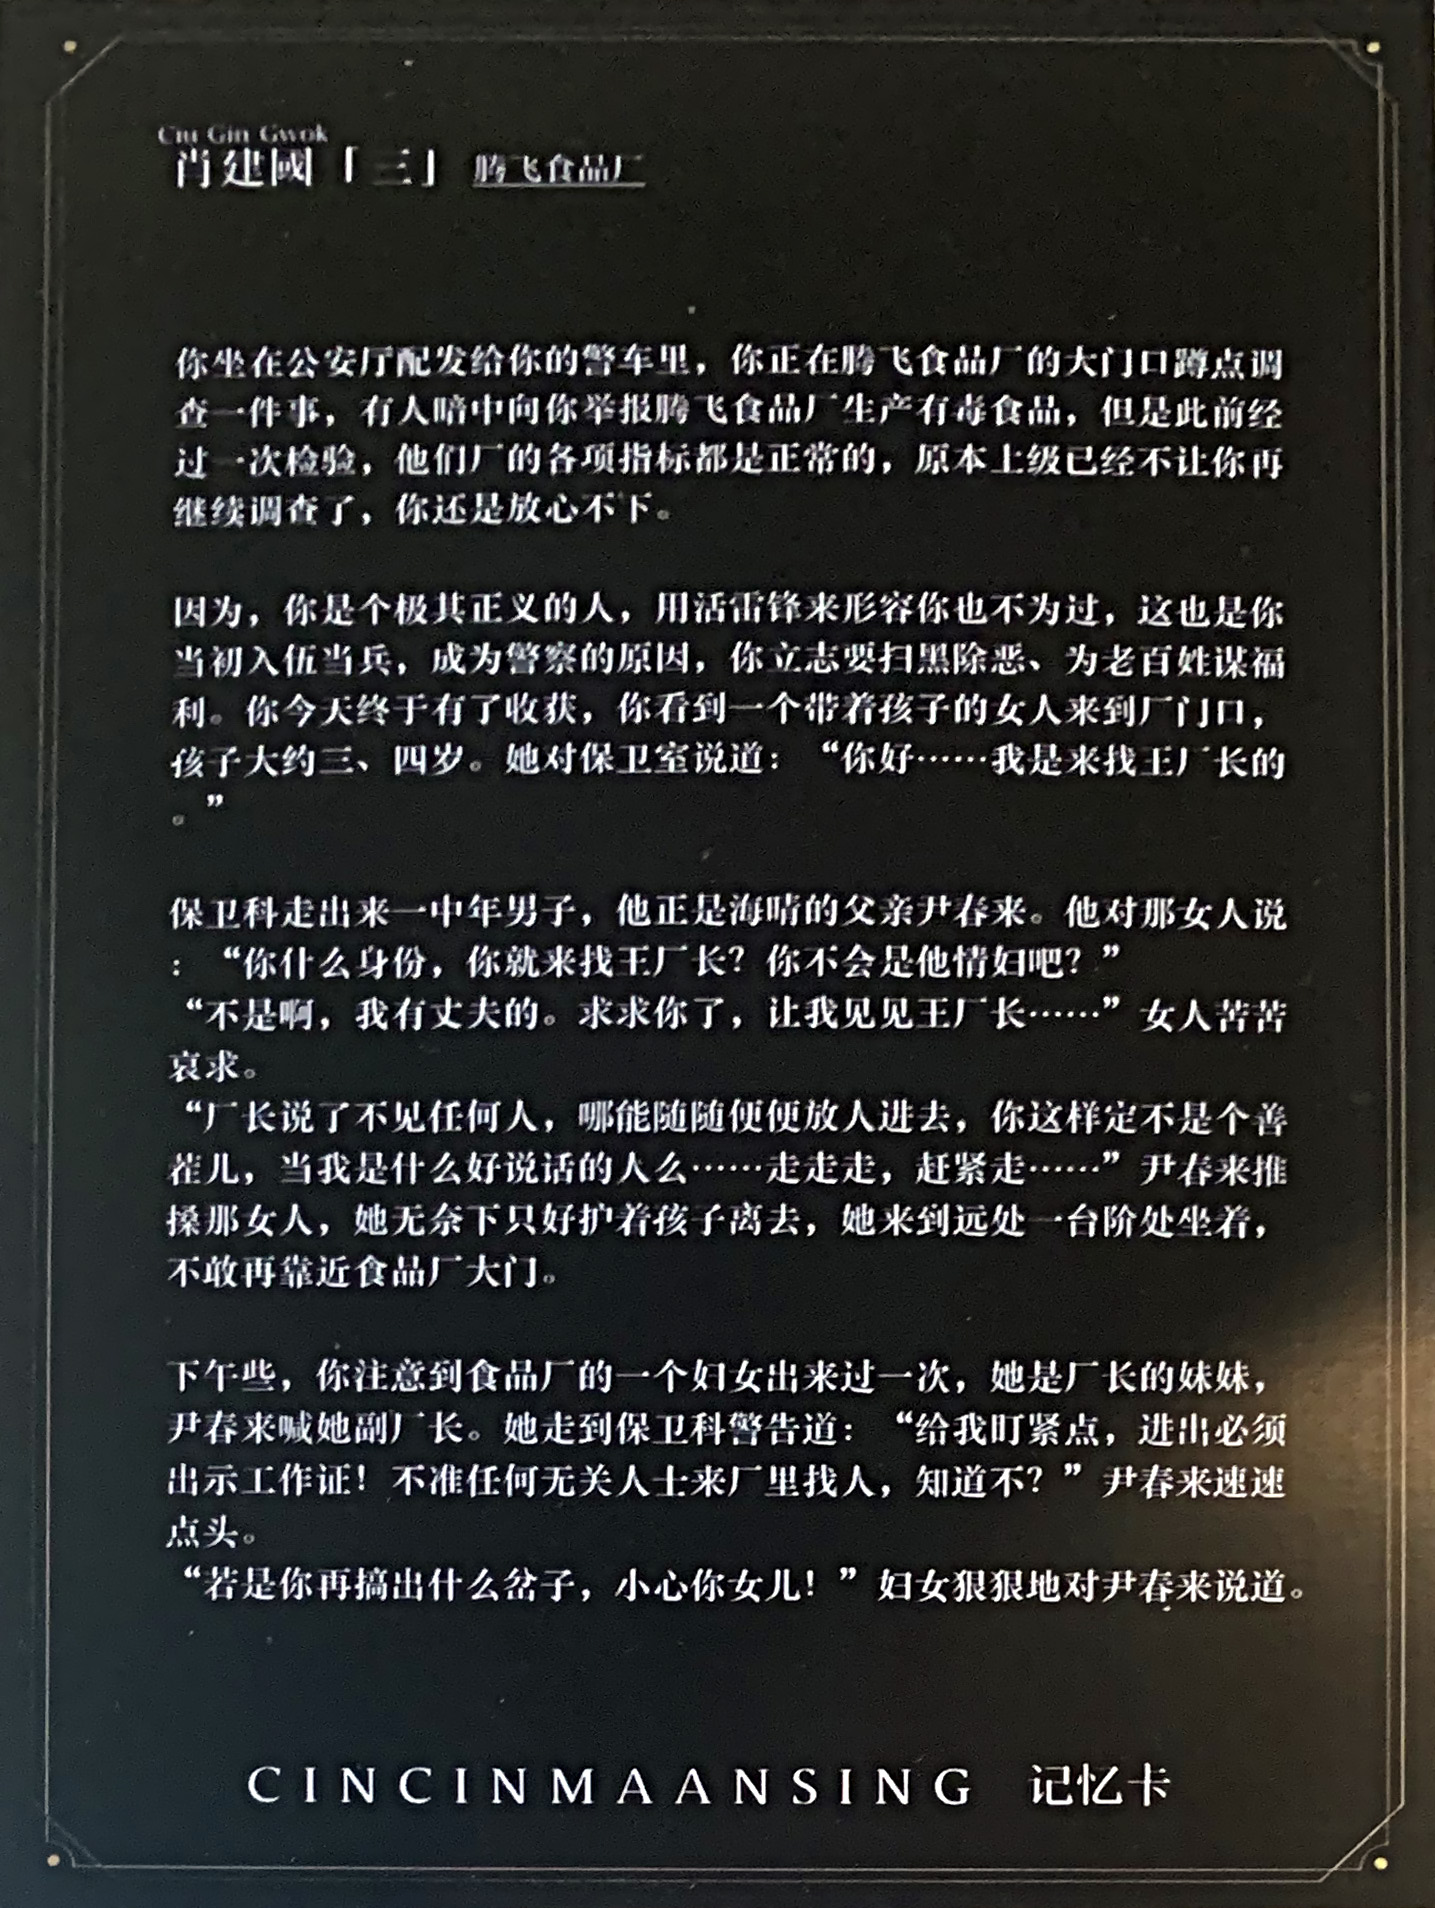 Ciu Gin Gwok
肖建國「三」 腾飞食品厂
你坐在公安厅配发给你的警车里，你正在腾飞食品厂的大门口蹲点调
查一件事，有人暗中向你举报腾飞食品厂生产有毒食品，但是此前经
过一次检验，他们厂的各项指标都是正常的，原本上级已经不让你再
继续调查了，你还是放心不下。
因为，你是个极其正义的人，用活雷锋来形容你也不为过，这也是你
当初入伍当兵，成为警察的原因，你立志要扫黑除恶、为老百姓谋福
利。你今天终于有了收获，你看到一个带着孩子的女人来到厂门口，
孩子大约三、四岁。她对保卫室说道：“你好……我是来找王厂长的
。”
保卫科走出来一中年男子，他正是海晴的父亲尹春来。他对那女人说
：“你什么身份，你就来找王厂长？你不会是他情妇吧？”
“不是啊，我有丈夫的。求求你了，让我见见王厂长……”女人苦苦
哀求。
“厂长说了不见任何人，哪能随随便便放人进去，你这样定不是个善
茬儿，当我是什么好说话的人么……走走走，赶紧走……”尹春来推
搡那女人，她无奈下只好护着孩子离去，她来到远处一台阶处坐着，
不敢再靠近食品厂大门。
下午些，你注意到食品厂的一个妇女出来过一次，她是厂长的妹妹，
尹春来喊她副厂长。她走到保卫科警告道：“给我盯紧点，进出必须
出示工作证！不准任何无关人士来厂里找人，知道不？”尹春来速速
点头。
“若是你再搞出什么岔子，小心你女儿！”妇女狠狠地对尹春来说道。
CINCINMAANSING 记忆卡